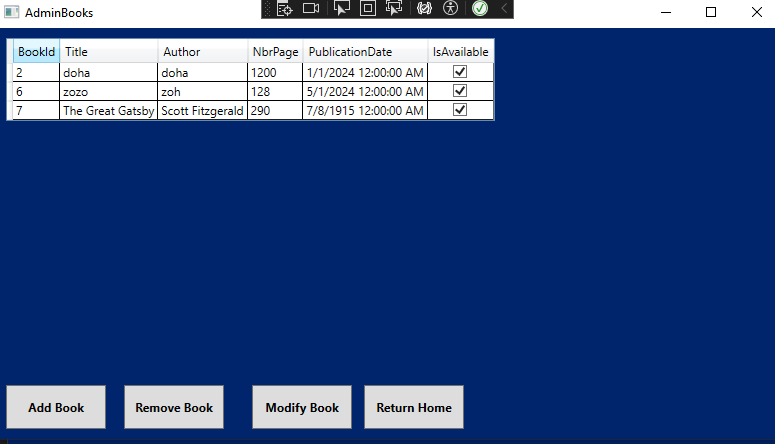 AdminBooks
BookId Title Author NbrPage PublicationDate IsAvailable
2 doha doha 1200 1/1/2024 12:00:00 AM
6 zozo zoh 128 5/1/2024 12:00:00 AM
7 The Great Gatsby Scott Fitzgerald 290 7/8/1915 12:00:00 AM
Add Book Remove Book Modify Book Return Home